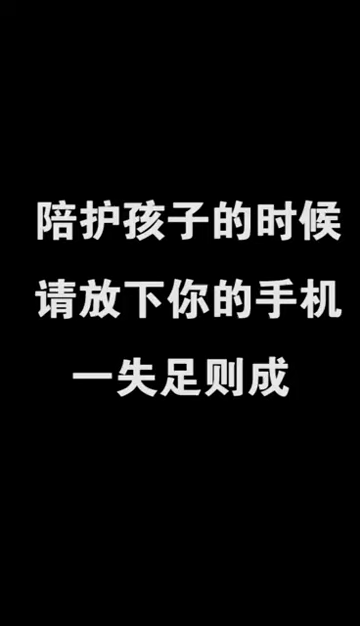 陪护孩子的时候
请放下你的手机
一失足则成